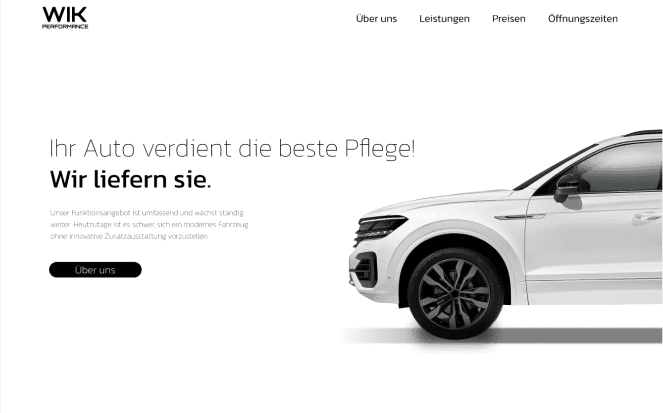 WIK
PERFORMANCE
Über uns Leistungen Preisen Öffnungszeiten
Ihr Auto verdient die beste Pflege!
Wir liefern sie.
Unser Funktionsangebot ist umfassend und wächst ständig
weiter. Heutzutage ist es schwer, sich ein modernes Fahrzeug
ohne innovative Zusatzausstattung vorzustellen
Über uns